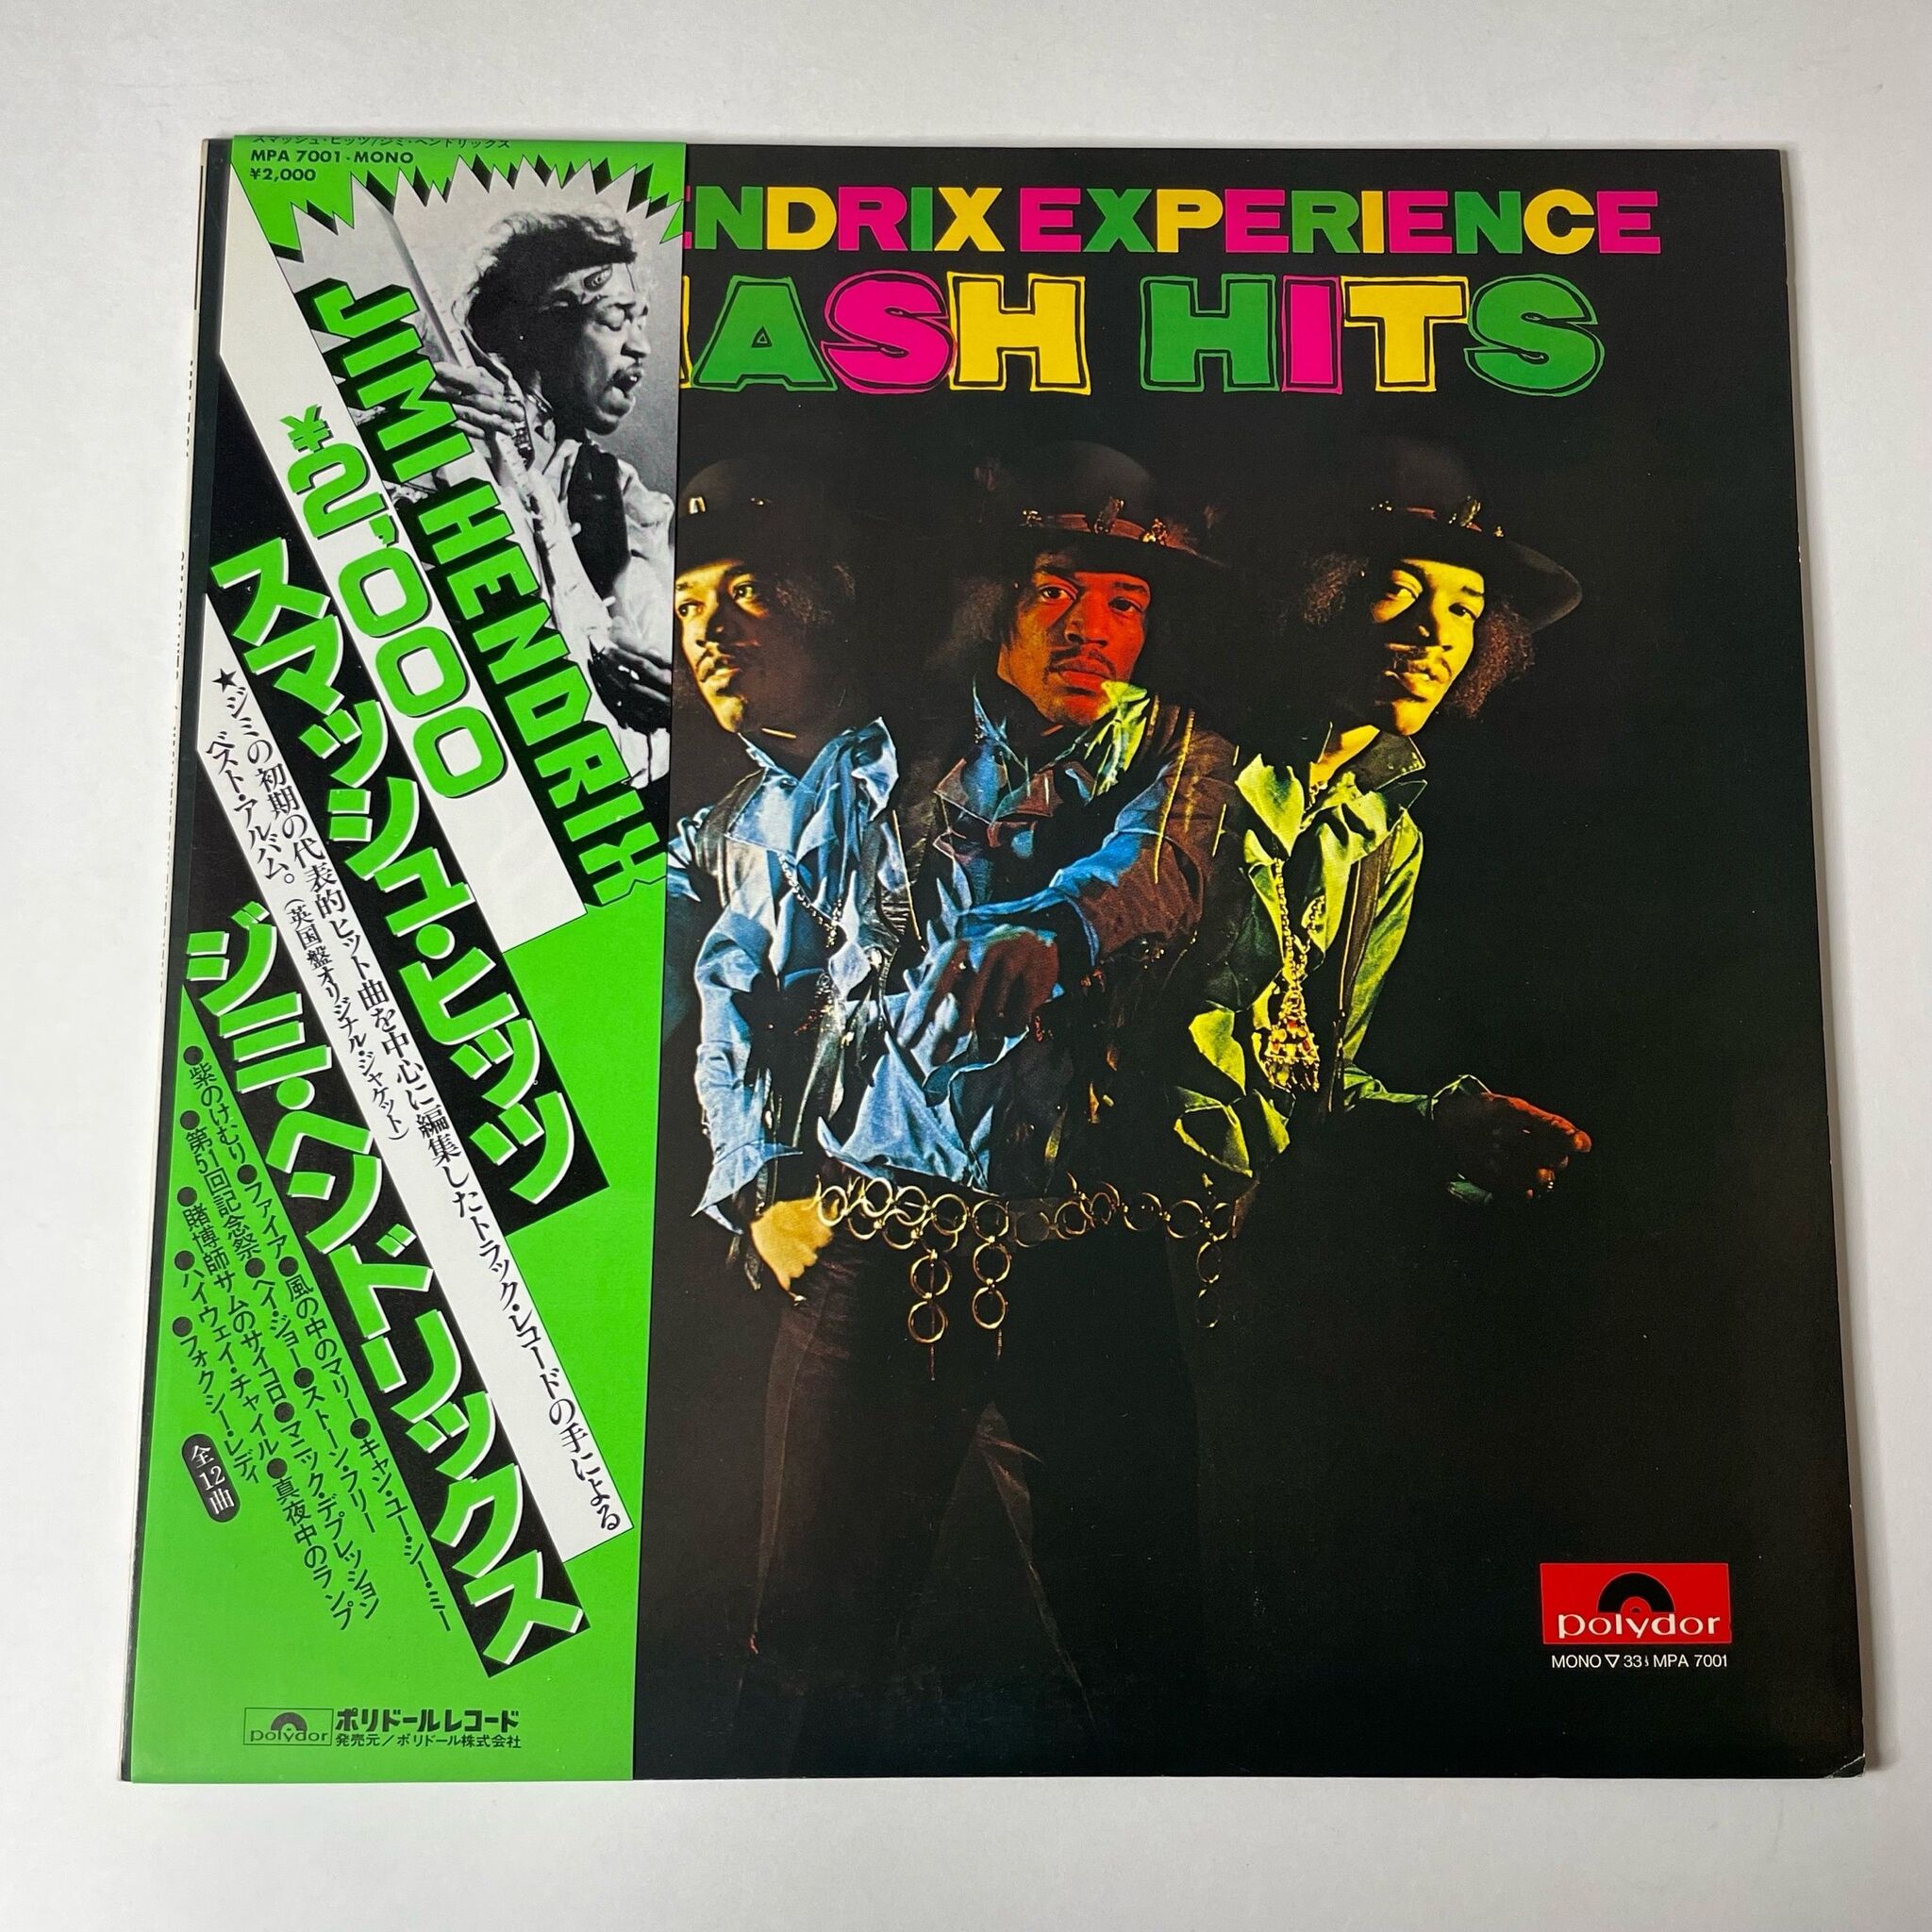 スマッシュ・ヒッツ/ジミ・ヘンドリックス
MPA 7001・MONO
¥2,000
JIMI HENDRIX
¥2,000
スマッシュ・ヒッツ
ジミ・ヘンドリックス
★ジミの初期の代表的ヒット曲を中心に編集したトラック・レコードの手による
ベスト・アルバム。(英国盤オリジナル・ジャケット)
●紫のけむり●ファイア●風の中のマリー●キャン・ユー・シー・ミー
●第51回記念祭●ヘイ・ジョー●ストーン・フリー
●賭博師サムのサイコロ●マニック・デプレッション
●ハイウェイ・チャイル●真夜中のランプ
●フォクシー・レディ
全12曲
polydor
ポリドールレコード
発売元/ポリドール株式会社
ENDRIX EXPERIENCE
ASH HITS
polydor
MONO ▽ 33⅓ MPA 7001